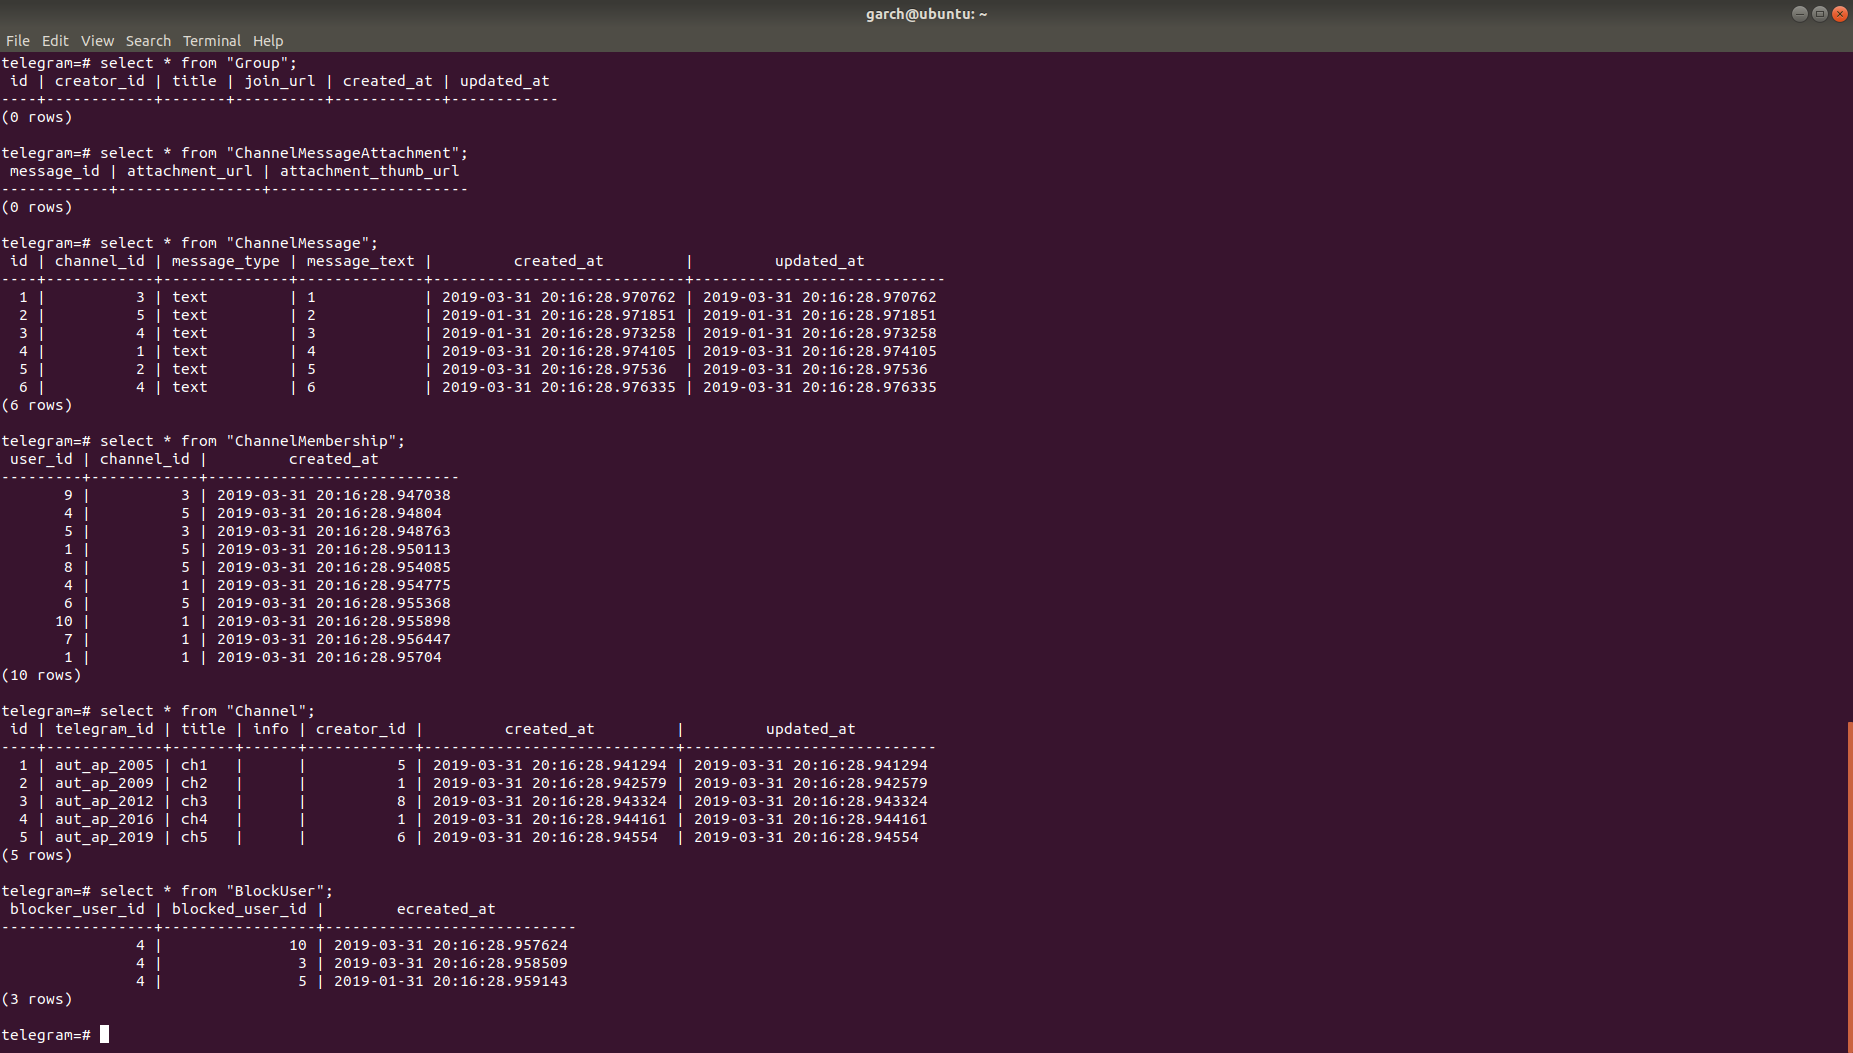 garch@ubuntu: ~
File Edit View Search Terminal Help
telegram=# select * from "Group";
 id | creator_id | title | join_url | created_at | updated_at
----+------------+-------+----------+------------+------------
(0 rows)

telegram=# select * from "ChannelMessageAttachment";
 message_id | attachment_url | attachment_thumb_url
------------+----------------+----------------------
(0 rows)

telegram=# select * from "ChannelMessage";
 id | channel_id | message_type | message_text |         created_at         |         updated_at
----+------------+--------------+--------------+----------------------------+----------------------------
  1 |          3 | text         | 1            | 2019-03-31 20:16:28.970762 | 2019-03-31 20:16:28.970762
  2 |          5 | text         | 2            | 2019-01-31 20:16:28.971851 | 2019-01-31 20:16:28.971851
  3 |          4 | text         | 3            | 2019-01-31 20:16:28.973258 | 2019-01-31 20:16:28.973258
  4 |          1 | text         | 4            | 2019-03-31 20:16:28.974105 | 2019-03-31 20:16:28.974105
  5 |          2 | text         | 5            | 2019-03-31 20:16:28.97536  | 2019-03-31 20:16:28.97536
  6 |          4 | text         | 6            | 2019-03-31 20:16:28.976335 | 2019-03-31 20:16:28.976335
(6 rows)

telegram=# select * from "ChannelMembership";
 user_id | channel_id |         created_at
---------+------------+----------------------------
       9 |          3 | 2019-03-31 20:16:28.947038
       4 |          5 | 2019-03-31 20:16:28.94804
       5 |          3 | 2019-03-31 20:16:28.948763
       1 |          5 | 2019-03-31 20:16:28.950113
       8 |          5 | 2019-03-31 20:16:28.954085
       4 |          1 | 2019-03-31 20:16:28.954775
       6 |          5 | 2019-03-31 20:16:28.955368
      10 |          1 | 2019-03-31 20:16:28.955898
       7 |          1 | 2019-03-31 20:16:28.956447
       1 |          1 | 2019-03-31 20:16:28.95704
(10 rows)

telegram=# select * from "Channel";
 id | telegram_id | title | info | creator_id |         created_at         |         updated_at
----+-------------+-------+------+------------+----------------------------+----------------------------
  1 | aut_ap_2005 | ch1   |      |          5 | 2019-03-31 20:16:28.941294 | 2019-03-31 20:16:28.941294
  2 | aut_ap_2009 | ch2   |      |          1 | 2019-03-31 20:16:28.942579 | 2019-03-31 20:16:28.942579
  3 | aut_ap_2012 | ch3   |      |          8 | 2019-03-31 20:16:28.943324 | 2019-03-31 20:16:28.943324
  4 | aut_ap_2016 | ch4   |      |          1 | 2019-03-31 20:16:28.944161 | 2019-03-31 20:16:28.944161
  5 | aut_ap_2019 | ch5   |      |          6 | 2019-03-31 20:16:28.94554  | 2019-03-31 20:16:28.94554
(5 rows)

telegram=# select * from "BlockUser";
 blocker_user_id | blocked_user_id |        ecreated_at
-----------------+-----------------+----------------------------
               4 |              10 | 2019-03-31 20:16:28.957624
               4 |               3 | 2019-03-31 20:16:28.958509
               4 |               5 | 2019-01-31 20:16:28.959143
(3 rows)

telegram=#